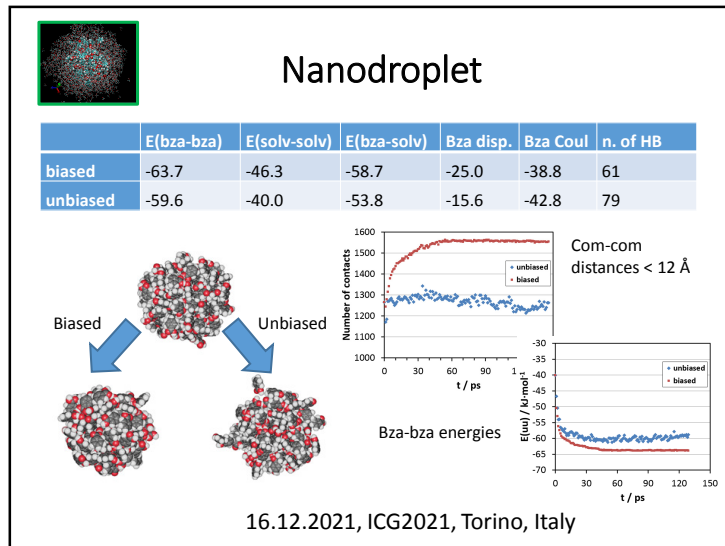 Nanodroplet
E(bza-bza) E(solv-solv) E(bza-solv) Bza disp. Bza Coul n. of HB
biased -63.7 -46.3 -58.7 -25.0 -38.8 61
unbiased -59.6 -40.0 -53.8 -15.6 -42.8 79
Biased
Unbiased
Number of contacts
1600
1500
1400
1300
1200
1100
1000
0 30 60 90 1
t / ps
unbiased
biased
Com-com
distances < 12 Å
Bza-bza energies
E(uu) / kJ·mol⁻¹
-30
-35
-40
-45
-50
-55
-60
-65
-70
0 30 60 90 120 150
t / ps
unbiased
biased
16.12.2021, ICG2021, Torino, Italy